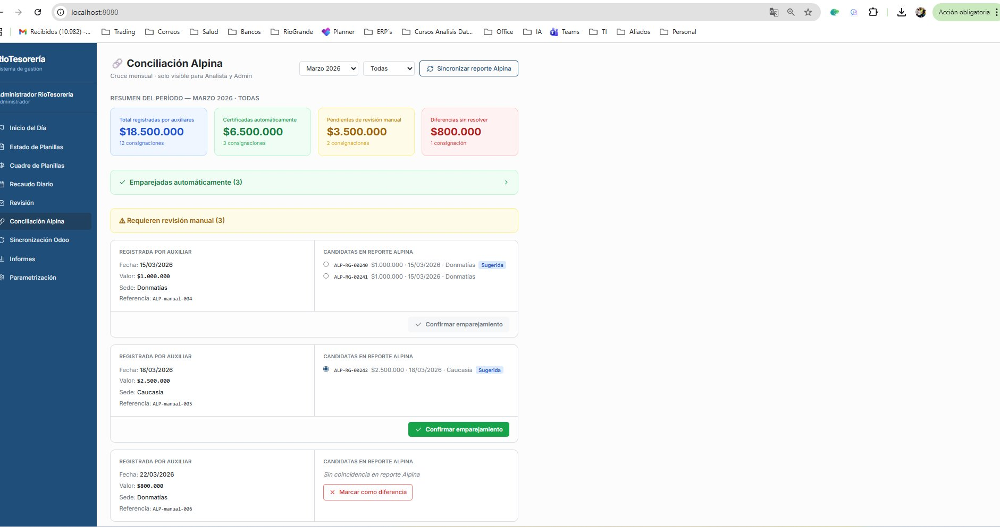 localhost:8080
Acción obligatoria
Recibidos (10.982) -...
Trading
Correos
Salud
Bancos
RioGrande
Planner
ERP´s
Cursos Analisis Dat...
Office
IA
Teams
TI
Aliados
Personal
RioTesorería
istema de gestión
dministrador RioTesorería
dministrador
Inicio del Día
Estado de Planillas
Cuadre de Planillas
Recaudo Diario
Revisión
Conciliación Alpina
Sincronización Odoo
Informes
Parametrización
Conciliación Alpina
Cruce mensual · solo visible para Analista y Admin
Marzo 2026
Todas
Sincronizar reporte Alpina
RESUMEN DEL PERÍODO — MARZO 2026 · TODAS
Total registradas por auxiliares
$18.500.000
12 consignaciones
Certificadas automáticamente
$6.500.000
3 consignaciones
Pendientes de revisión manual
$3.500.000
2 consignaciones
Diferencias sin resolver
$800.000
1 consignación
Emparejadas automáticamente (3)
Requieren revisión manual (3)
REGISTRADA POR AUXILIAR
Fecha: 15/03/2026
Valor: $1.000.000
Sede: Donmatías
Referencia: ALP-manual-004
CANDIDATAS EN REPORTE ALPINA
ALP-RG-00240 $1.000.000 · 15/03/2026 · Donmatías Sugerida
ALP-RG-00241 $1.000.000 · 15/03/2026 · Donmatías
Confirmar emparejamiento
REGISTRADA POR AUXILIAR
Fecha: 18/03/2026
Valor: $2.500.000
Sede: Caucasia
Referencia: ALP-manual-005
CANDIDATAS EN REPORTE ALPINA
ALP-RG-00242 $2.500.000 · 18/03/2026 · Caucasia Sugerida
Confirmar emparejamiento
REGISTRADA POR AUXILIAR
Fecha: 22/03/2026
Valor: $800.000
Sede: Donmatías
Referencia: ALP-manual-006
CANDIDATAS EN REPORTE ALPINA
Sin coincidencia en reporte Alpina
Marcar como diferencia